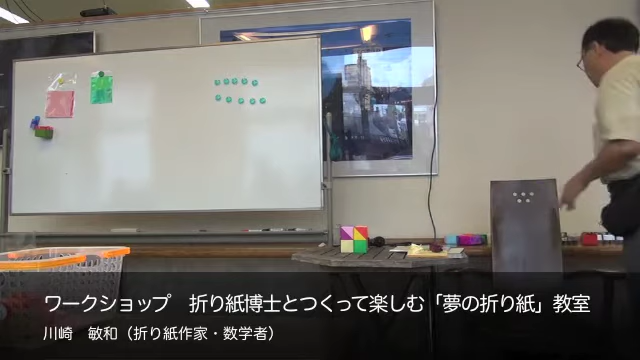 ワークショップ　折り紙博士とつくって楽しむ「夢の折り紙」教室
川崎　敏和（折り紙作家・数学者）